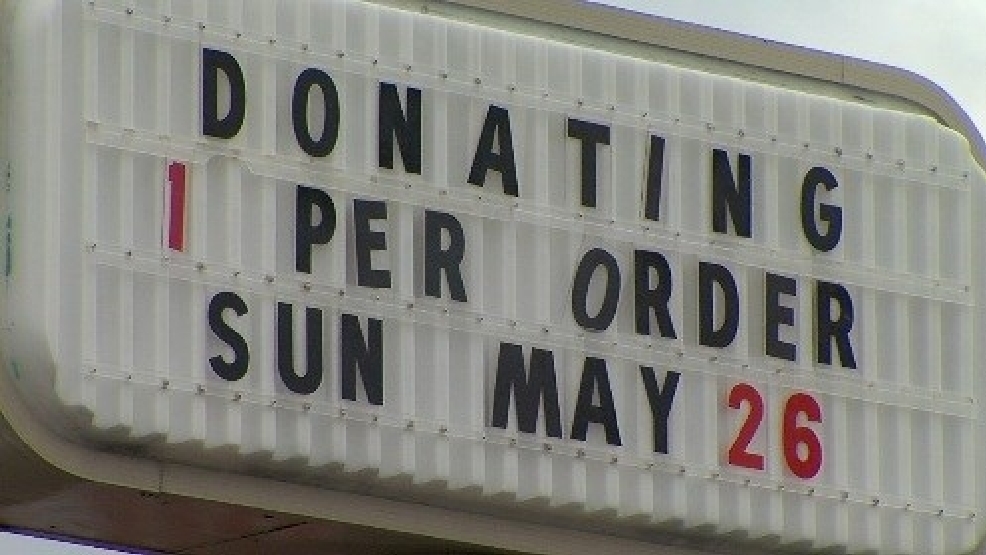 DONATING
1 PER ORDER
SUN MAY 26